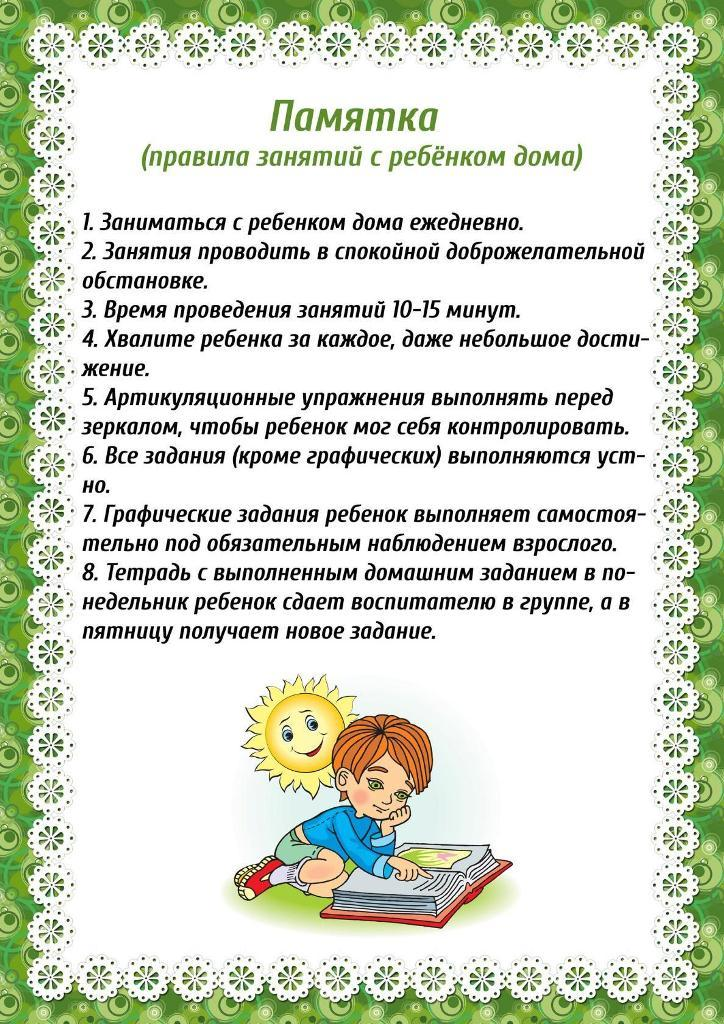 Памятка
(правила занятий с ребёнком дома)
1. Заниматься с ребенком дома ежедневно.
2. Занятия проводить в спокойной доброжелательной
обстановке.
3. Время проведения занятий 10-15 минут.
4. Хвалите ребенка за каждое, даже небольшое дости-
жение.
5. Артикуляционные упражнения выполнять перед
зеркалом, чтобы ребенок мог себя контролировать.
6. Все задания (кроме графических) выполняются уст-
но.
7. Графические задания ребенок выполняет самостоя-
тельно под обязательным наблюдением взрослого.
8. Тетрадь с выполненным домашним заданием в по-
недельник ребенок сдает воспитателю в группе, а в
пятницу получает новое задание.